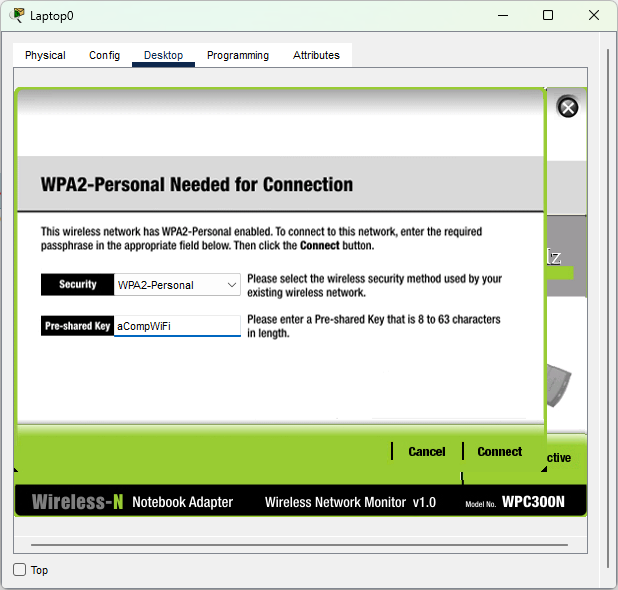 Laptop0
Physical Config Desktop Programming Attributes
WPA2-Personal Needed for Connection
This wireless network has WPA2-Personal enabled. To connect to this network, enter the required
passphrase in the appropriate field below. Then click the Connect button.
Security WPA2-Personal
Please select the wireless security method used by your
existing wireless network.
Pre-shared Key aCompWiFi
Please enter a Pre-shared Key that is 8 to 63 characters
in length.
Cancel Connect
ctive
Wireless-N Notebook Adapter Wireless Network Monitor v1.0 Model No. WPC300N
Top